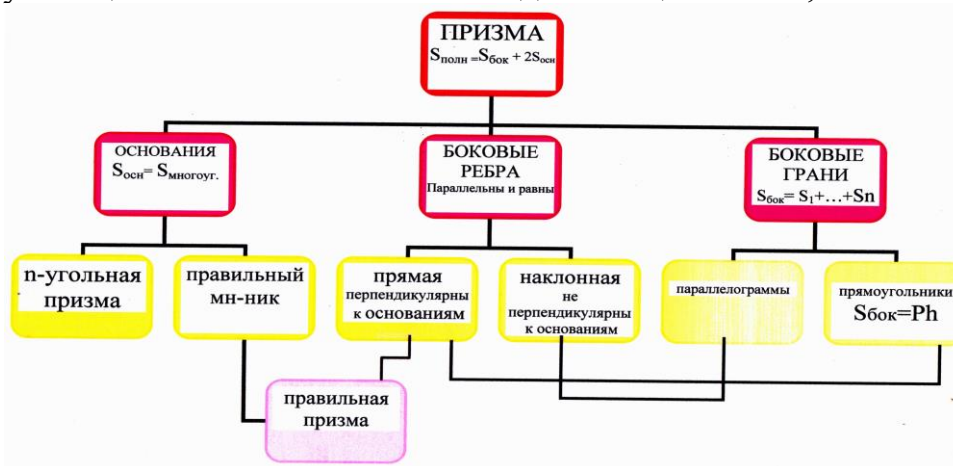 ПРИЗМА
Sполн =Sбок + 2Sосн
ОСНОВАНИЯ
Sосн= Sмногоуг.
БОКОВЫЕ
РЕБРА
Параллельны и равны
БОКОВЫЕ
ГРАНИ
Sбок= S1+…+Sn
n-угольная
призма
правильный
мн-ник
прямая
перпендикулярны
к основаниям
наклонная
не
перпендикулярны
к основаниям
параллелограммы
прямоугольники
Sбок=Ph
правильная
призма